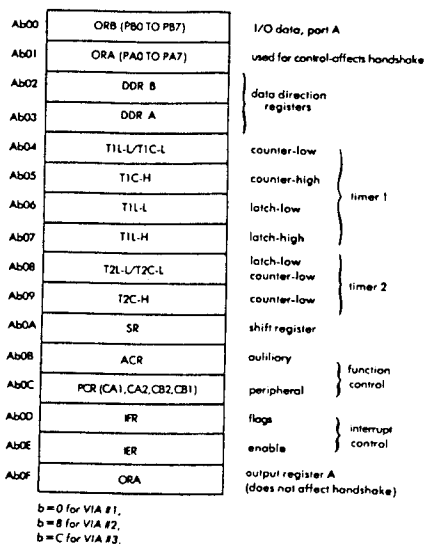 Ab00 ORB (PB0 TO PB7) I/O data, port A
Ab01 ORA (PA0 TO PA7) used for control-affects handshake
Ab02 DDR B
data direction
registers
Ab03 DDR A
Ab04 T1L-L/T1C-L counter-low
Ab05 T1C-H counter-high
timer 1
Ab06 T1L-L latch-low
Ab07 T1L-H latch-high
Ab08 T2L-L/T2C-L latch-low
counter-low
timer 2
Ab09 T2C-H counter-low
Ab0A SR shift register
Ab0B ACR auliliary
function
control
Ab0C PCR (CA1, CA2, CB2, CB1) peripheral
Ab0D IFR flags
interrupt
control
Ab0E IER enable
Ab0F ORA output register A
(does not affect handshake)
b=0 for VIA #1,
b=8 for VIA #2,
b=C for VIA #3,